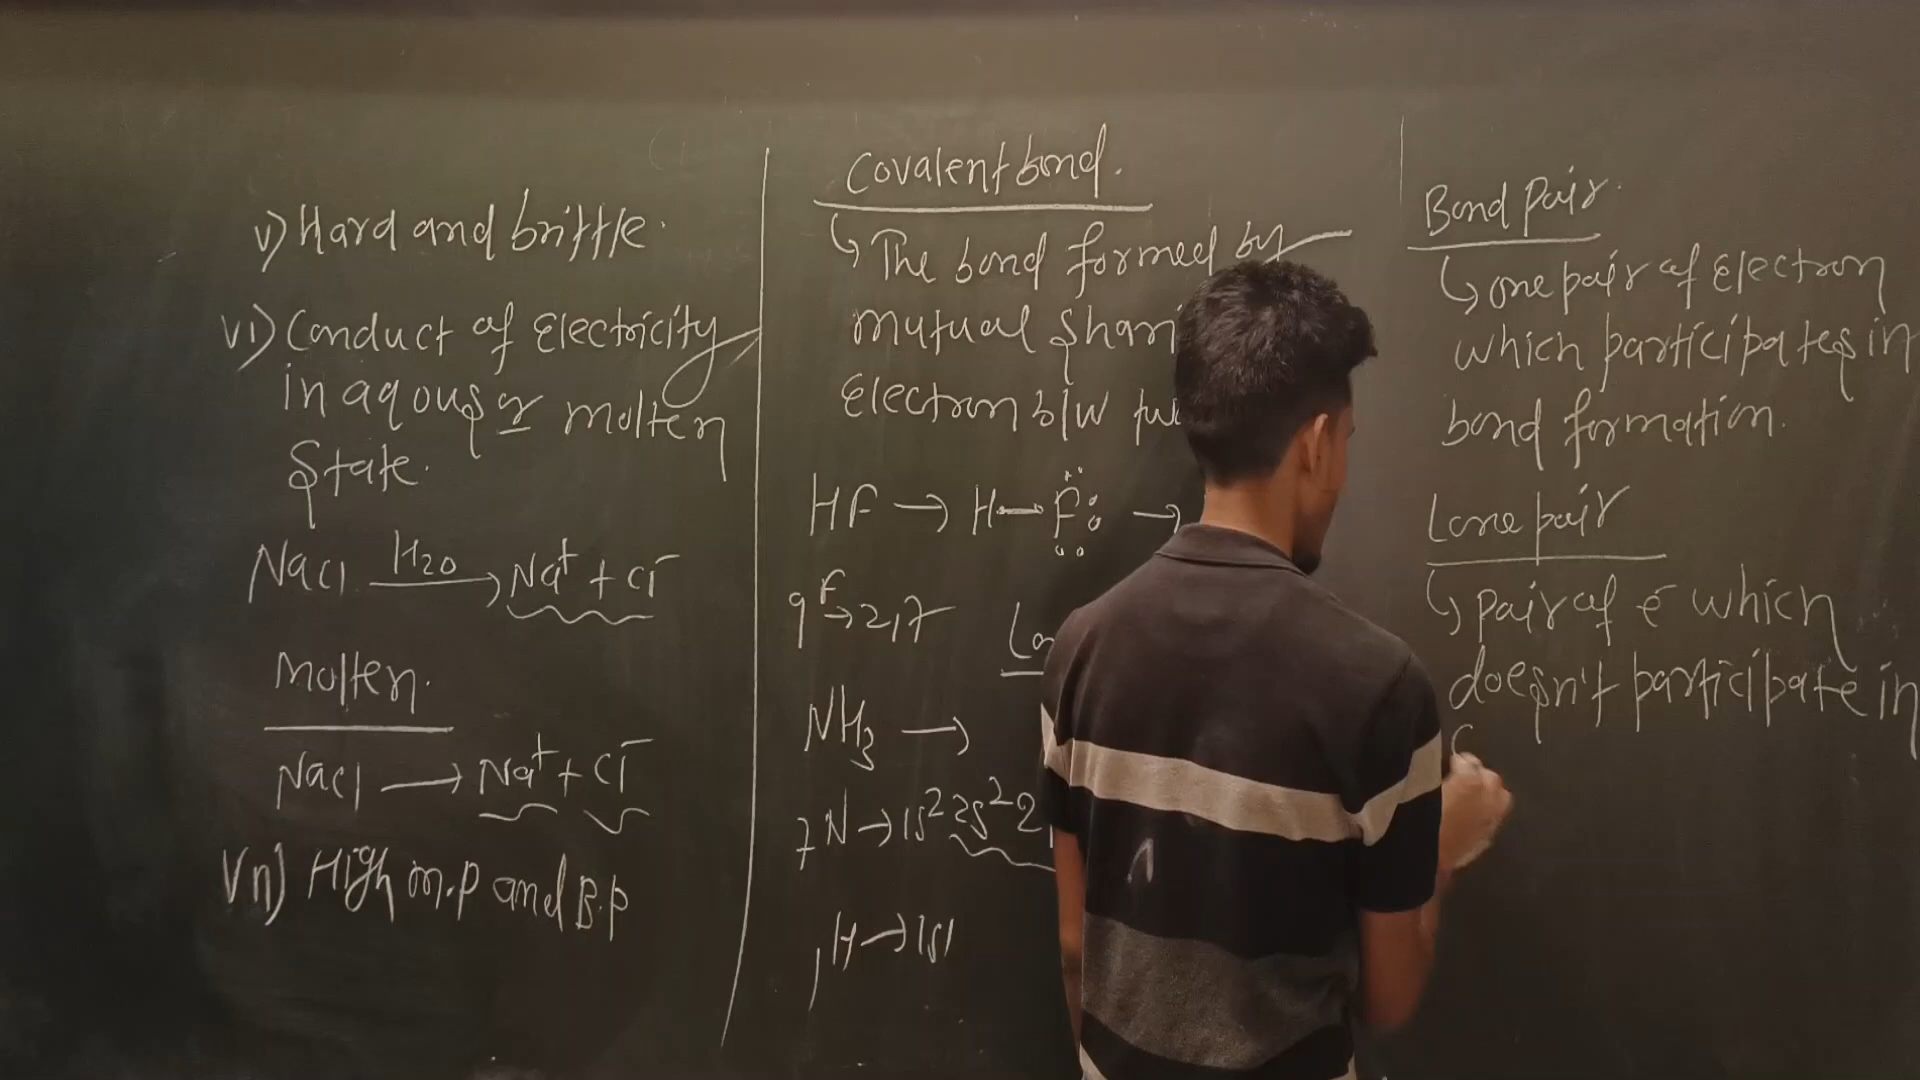 v) Hard and brittle.
vi) Conduct of Electricity
in aqous or molten
state.
NaCl H2O → Na+ + Cl-
Molten.
NaCl → Na+ + Cl-
VII) High m.p and B.p
Covalent bond.
↳ The bond formed by
mutual shari
Electron b/w tw
HF → H-F →
9F → 2,7
Lo
NH3 →
7N → 1s2 2s2 2
1H → 1s1
Bond pair.
↳ one pair of electron
which participates in
bond formation.
Lone pair
↳ pair of e- which
doesn't participate in